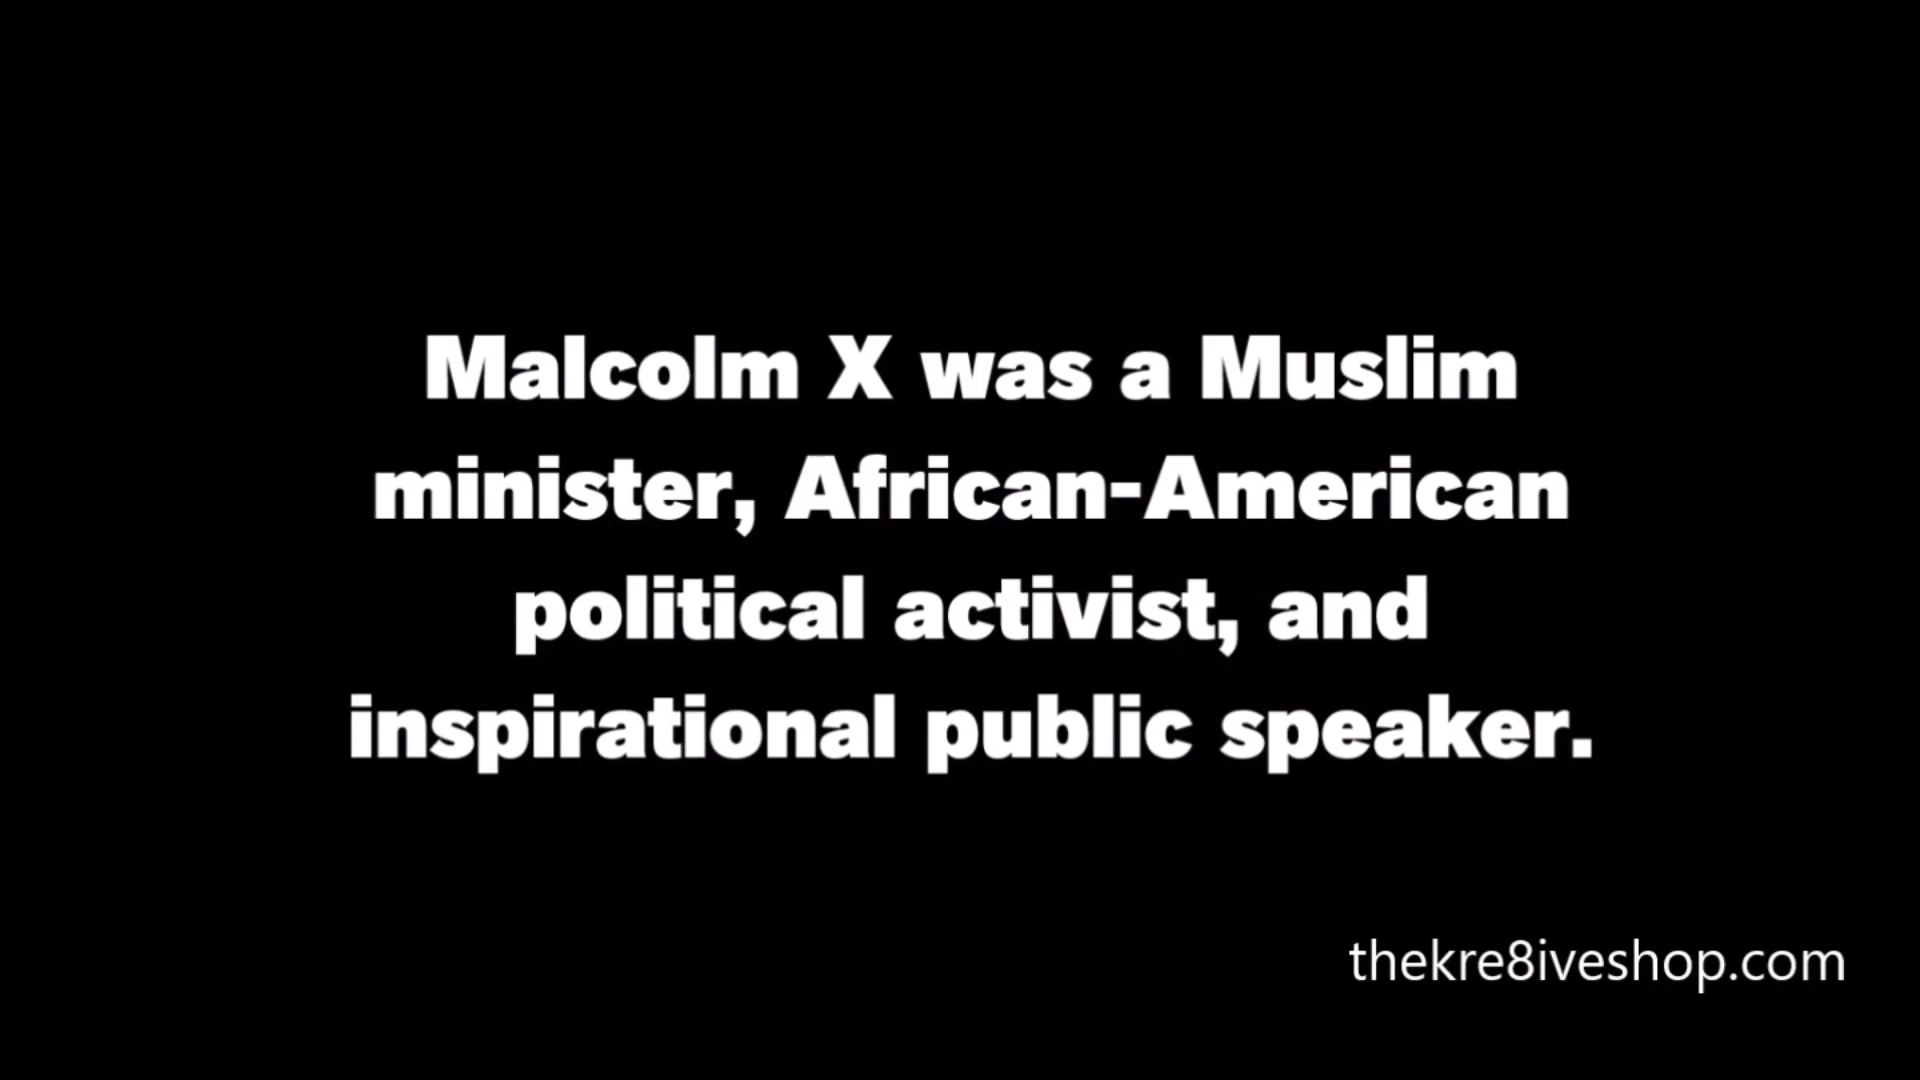 Malcolm X was a Muslim
minister, African-American
political activist, and
inspirational public speaker.
thekre8iveshop.com